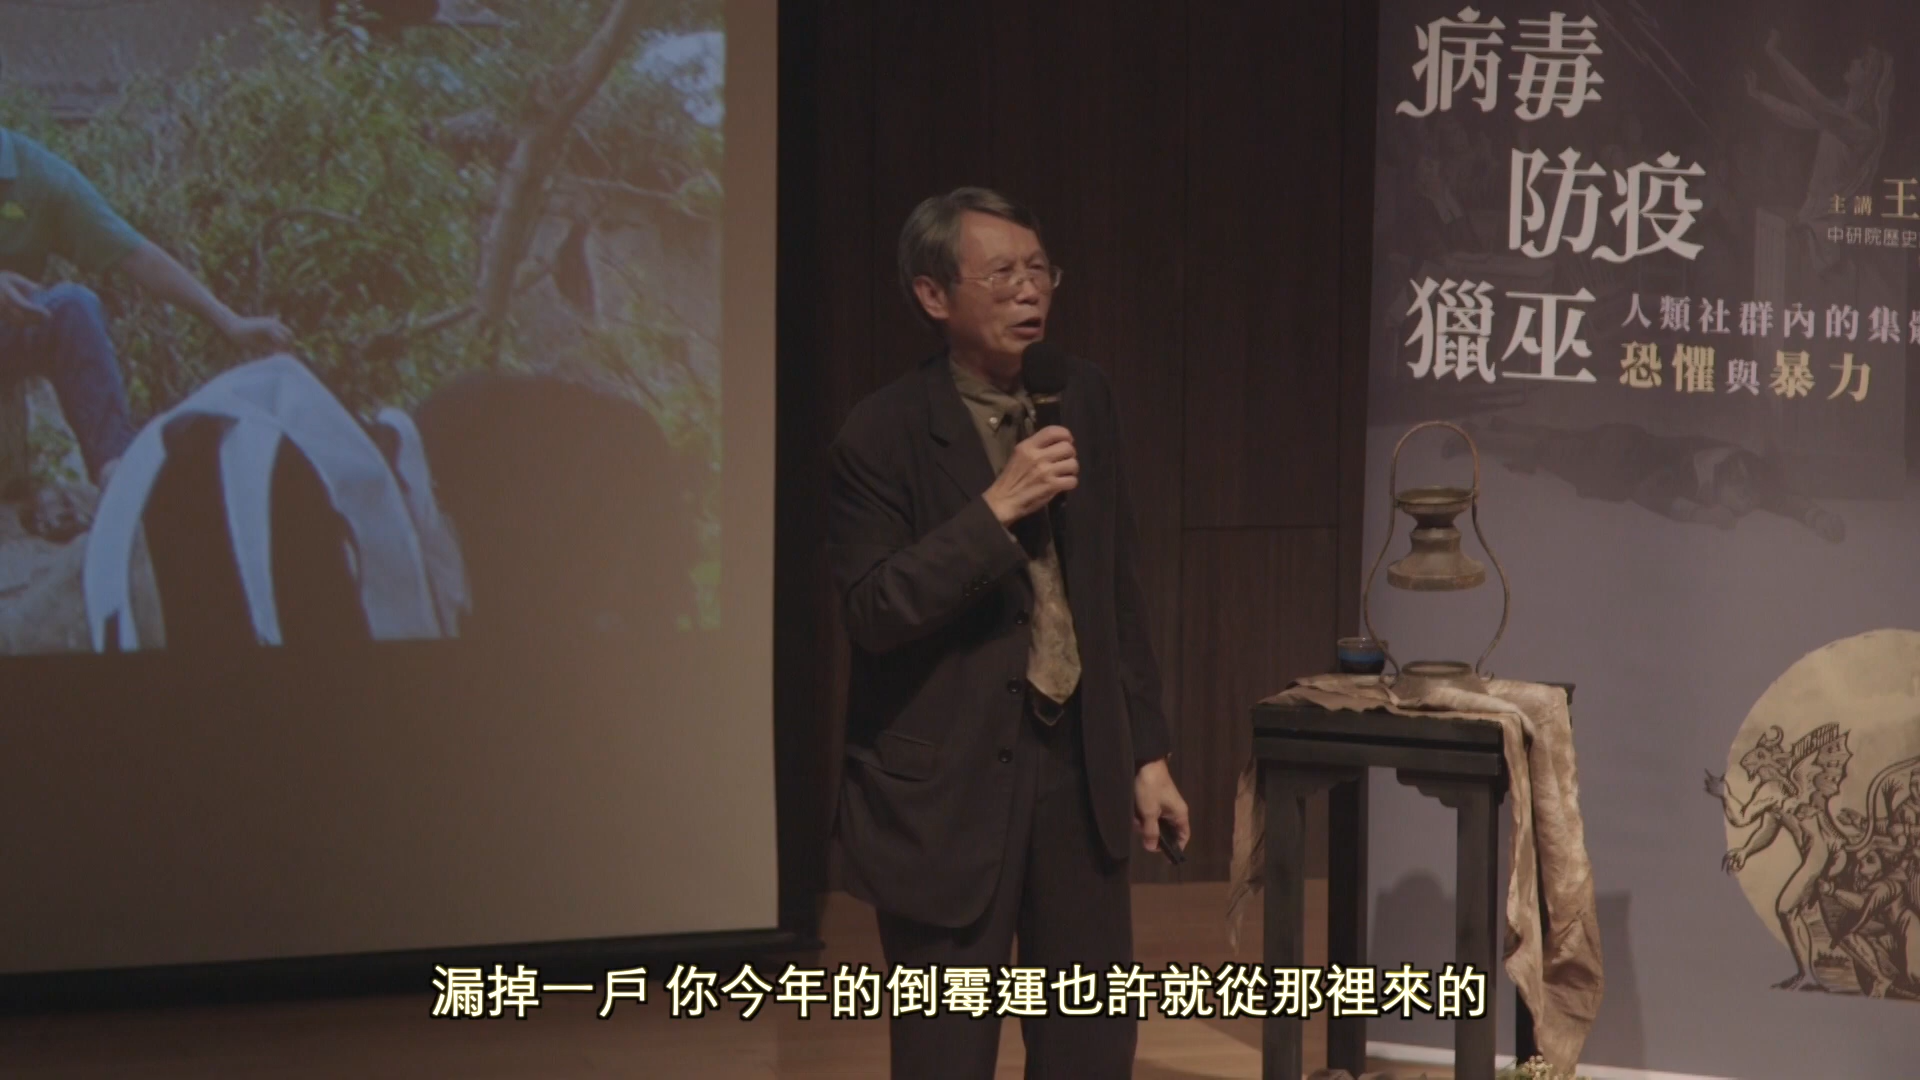 病毒
防疫
獵巫
主講 王
中研院歷史
人類社群內的集體
恐懼與暴力
漏掉一戶 你今年的倒霉運也許就從那裡來的